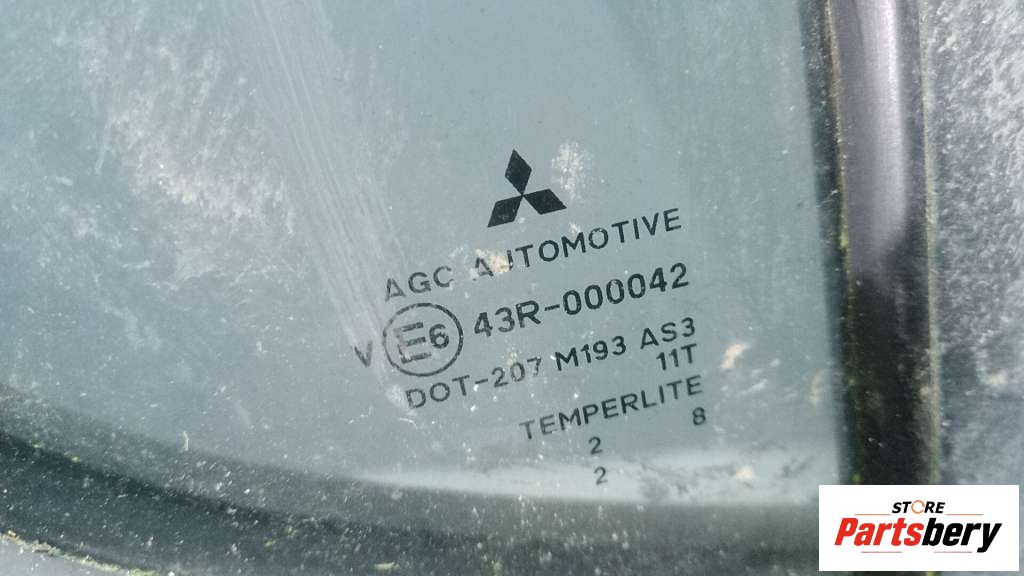 AGC AUTOMOTIVE
V E6 43R-000042
DOT-207 M193 AS3
11T
TEMPERLITE
2 8
2
STORE
Partsbery